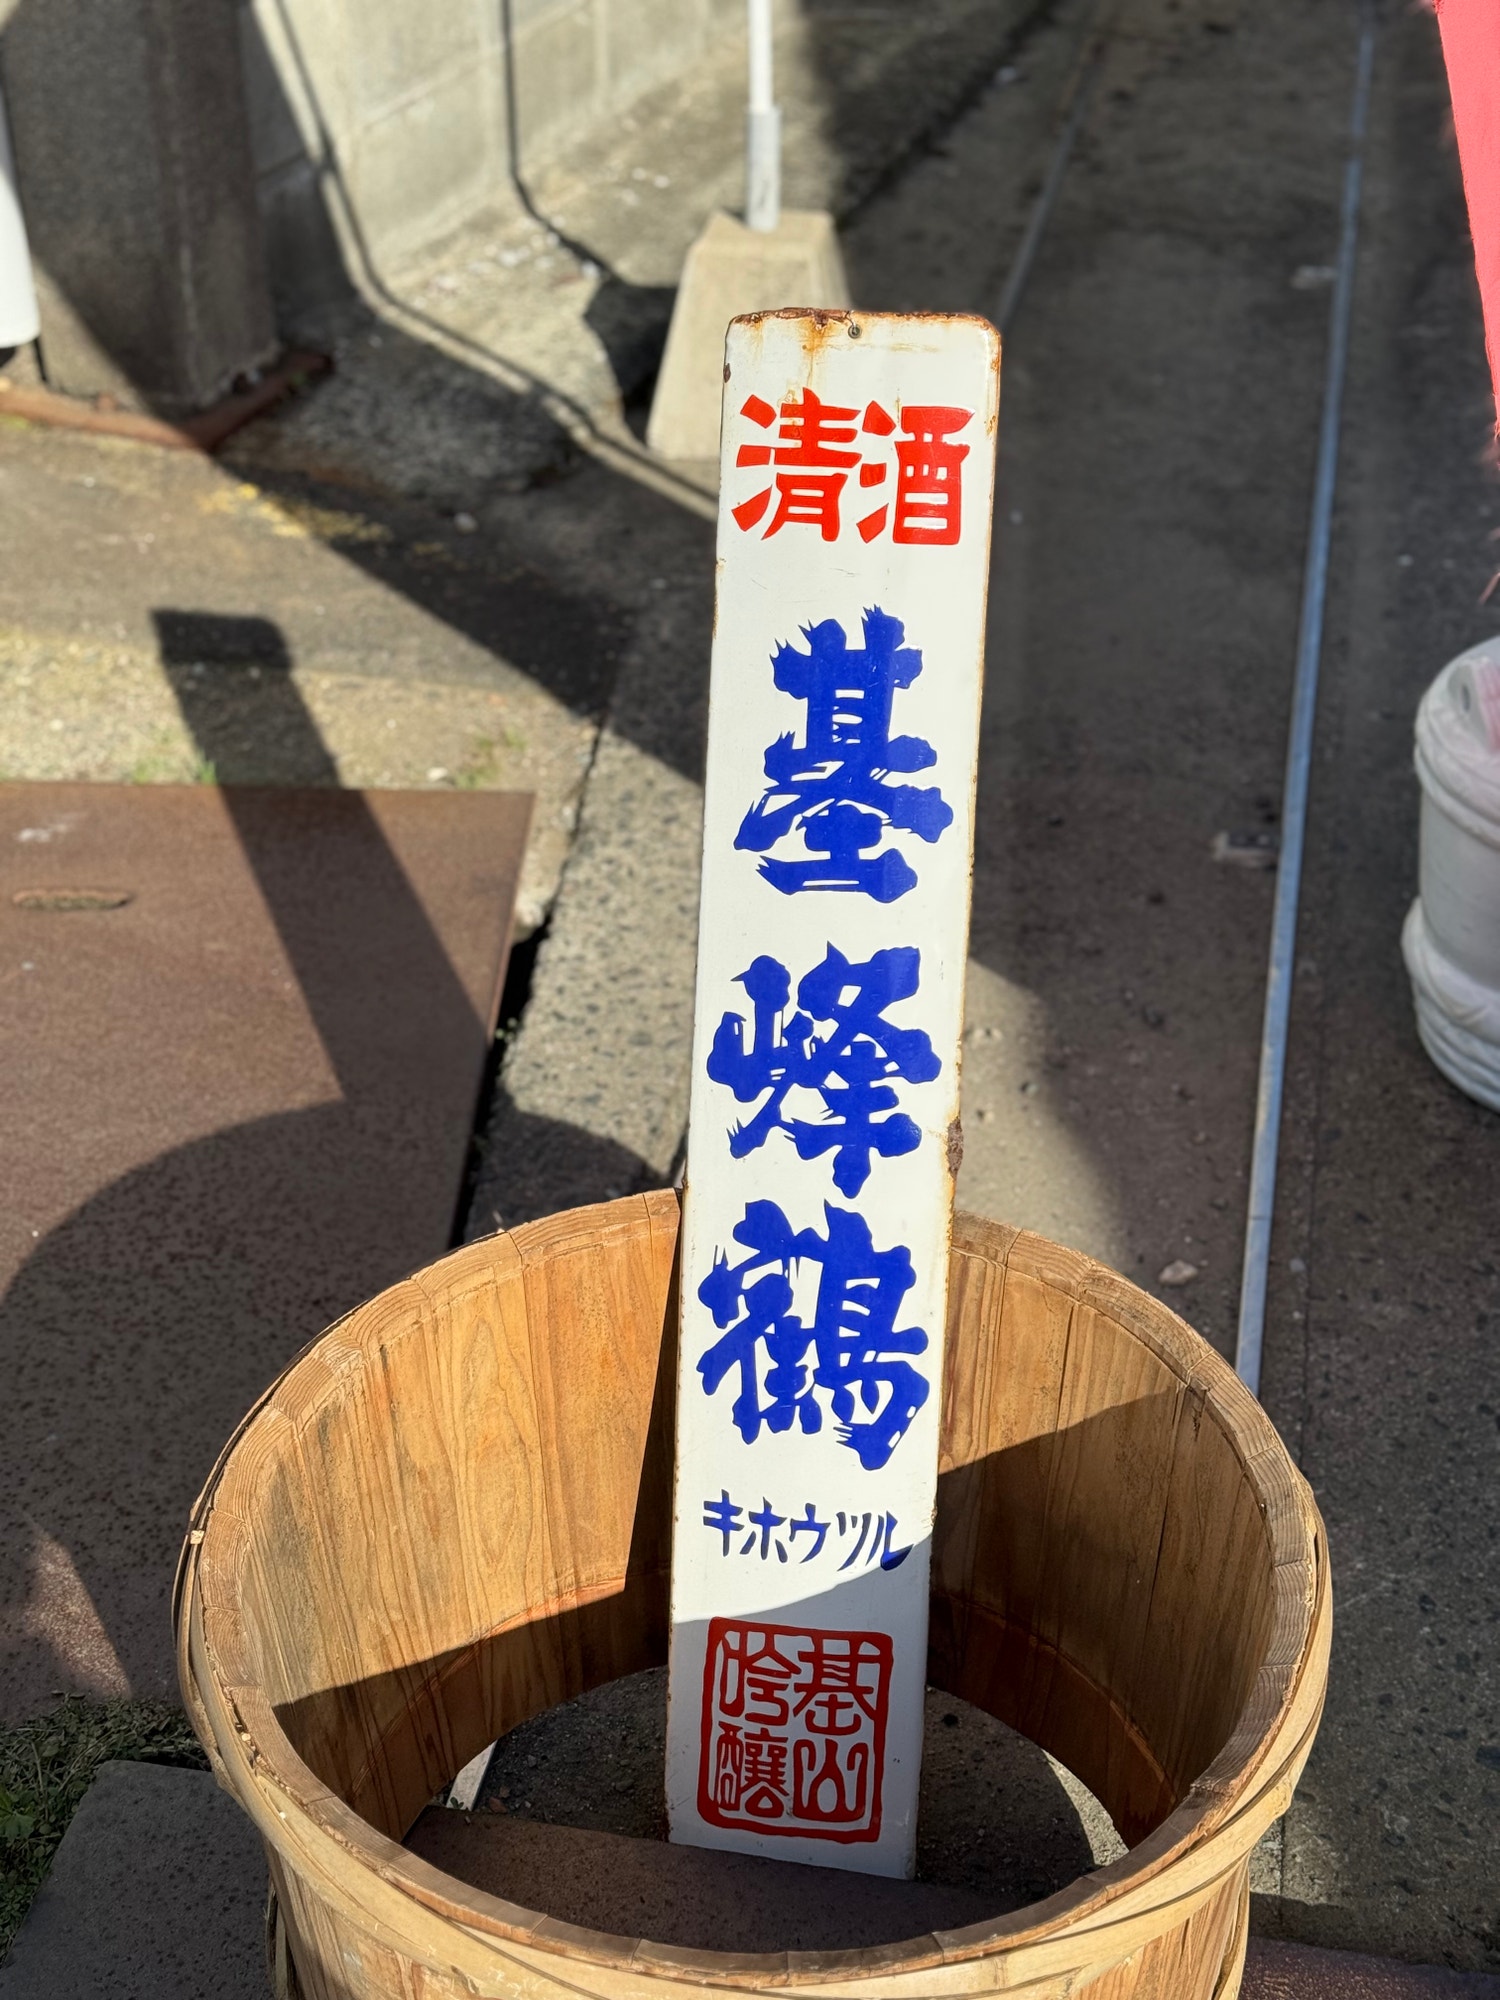 清酒
基峰鶴
キホウツル
基山
吟醸